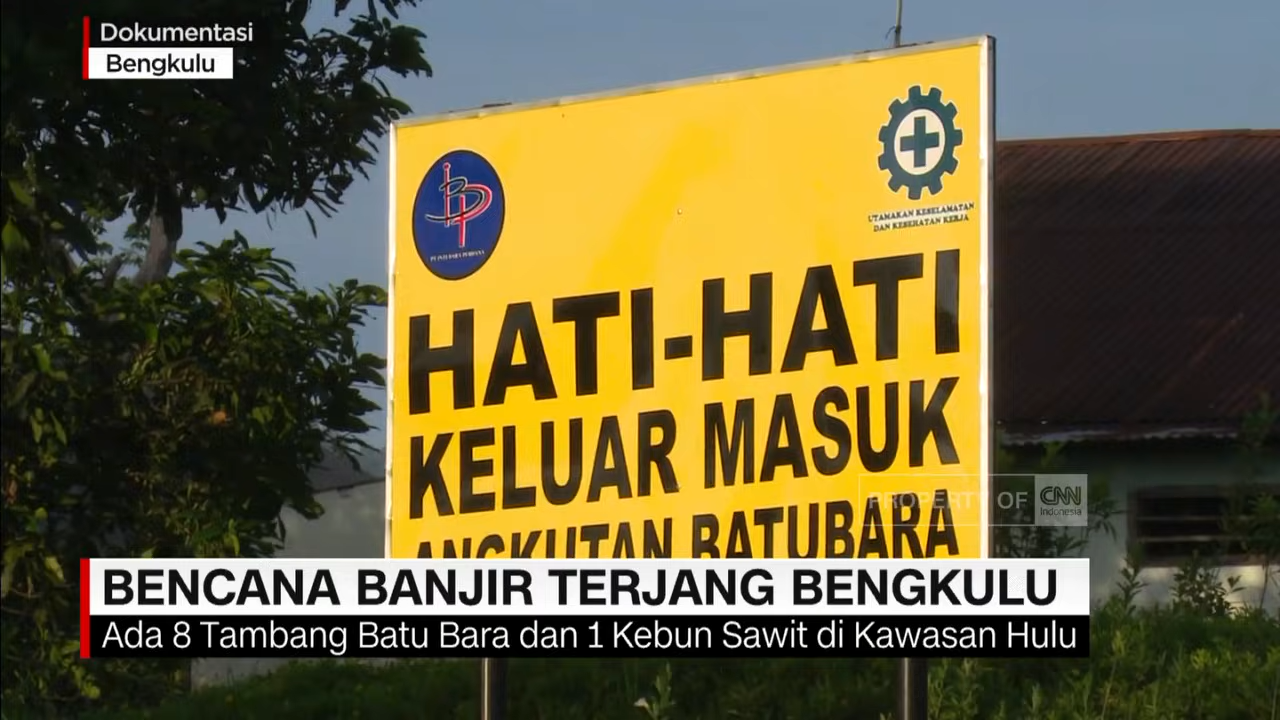 Dokumentasi
Bengkulu
UTAMAKAN KESELAMATAN
DAN KESEHATAN KERJA
HATI-HATI
KELUAR MASUK
ANGKUTAN BATUBARA
PROPERTY OF CNN Indonesia
BENCANA BANJIR TERJANG BENGKULU
Ada 8 Tambang Batu Bara dan 1 Kebun Sawit di Kawasan Hulu